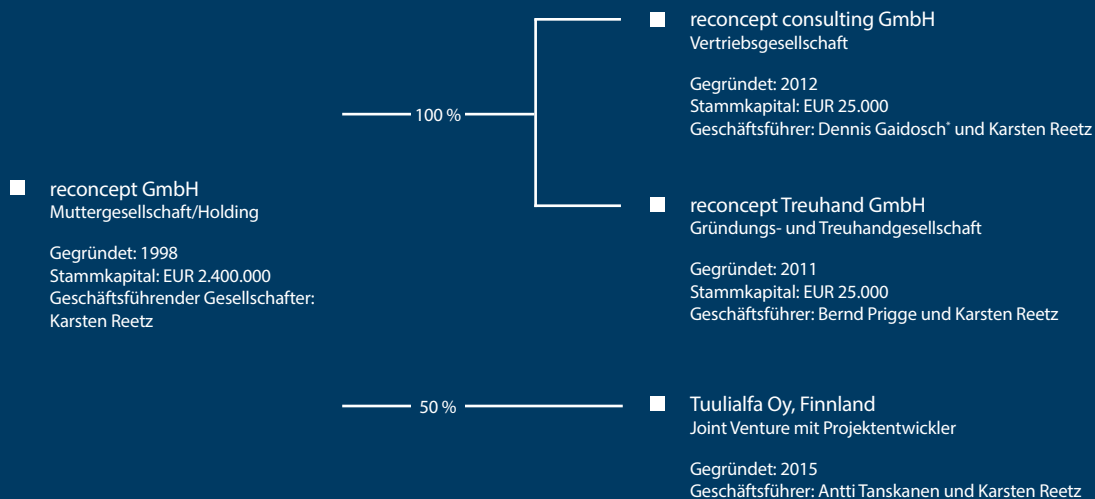 reconcept GmbH
Muttergesellschaft/Holding
Gegründet: 1998
Stammkapital: EUR 2.400.000
Geschäftsführender Gesellschafter:
Karsten Reetz
100 %
reconcept consulting GmbH
Vertriebsgesellschaft
Gegründet: 2012
Stammkapital: EUR 25.000
Geschäftsführer: Dennis Gaidosch* und Karsten Reetz
reconcept Treuhand GmbH
Gründungs- und Treuhandgesellschaft
Gegründet: 2011
Stammkapital: EUR 25.000
Geschäftsführer: Bernd Prigge und Karsten Reetz
50 %
Tuulialfa Oy, Finnland
Joint Venture mit Projektentwickler
Gegründet: 2015
Geschäftsführer: Antti Tanskanen und Karsten Reetz